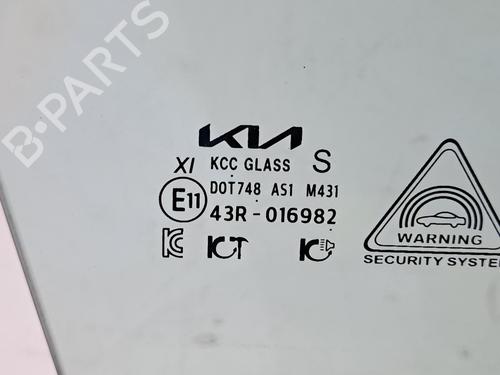 B-PARTS
KIA
XI KCC GLASS S
DOT748 AS1 M431
E11
43R-016982
WARNING
SECURITY SYSTEM